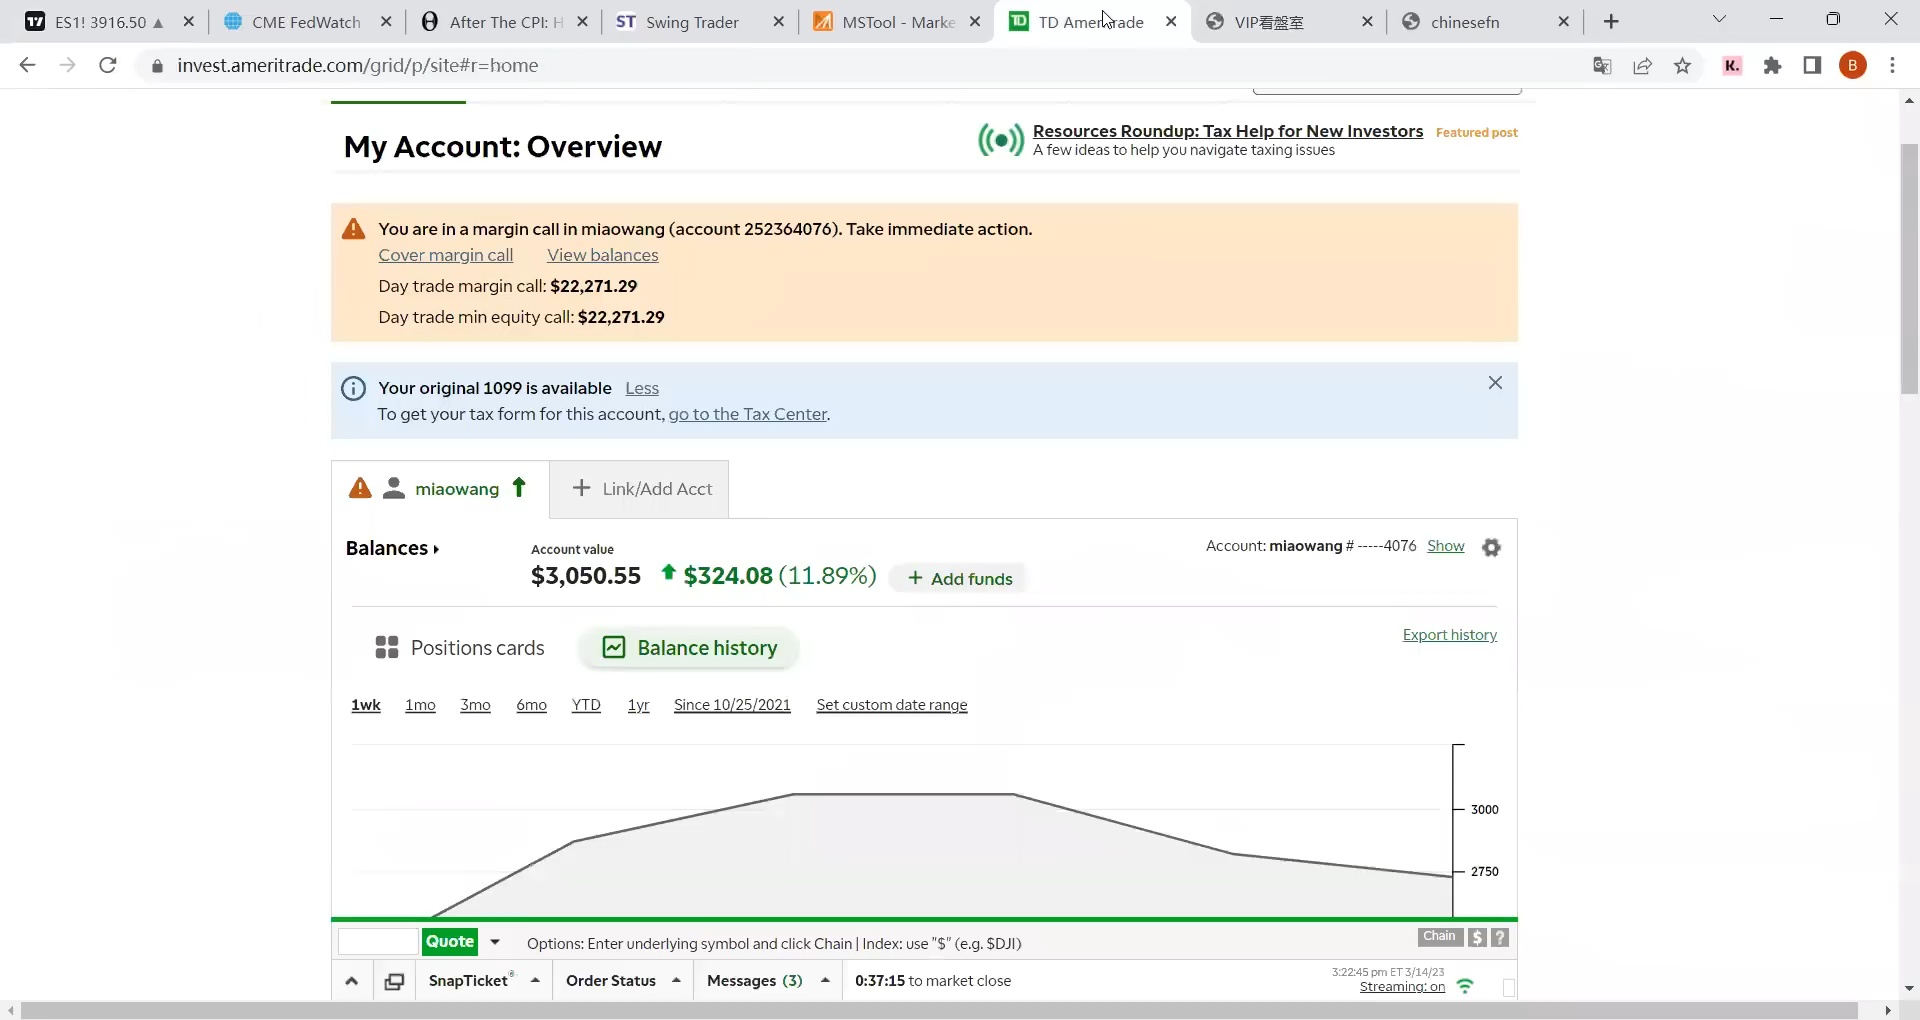 ES1! 3916.50 ▲
CME FedWatch
After The CPI: H
ST Swing Trader
MSTool - Marke
TD Ameritrade
VIP看盤室
chinesefn
invest.ameritrade.com/grid/p/site#r=home
K.
B
My Account: Overview
Resources Roundup: Tax Help for New Investors
Featured post
A few ideas to help you navigate taxing issues
You are in a margin call in miaowang (account 252364076). Take immediate action.
Cover margin call View balances
Day trade margin call: $22,271.29
Day trade min equity call: $22,271.29
Your original 1099 is available Less
To get your tax form for this account, go to the Tax Center.
miaowang
+ Link/Add Acct
Balances
Account value
Account: miaowang # -----4076 Show
$3,050.55 $324.08 (11.89%) + Add funds
Positions cards
Balance history
Export history
1wk 1mo 3mo 6mo YTD 1yr Since 10/25/2021 Set custom date range
3000
2750
Quote
Options: Enter underlying symbol and click Chain | Index: use "$" (e.g. $DJI)
Chain $ ?
SnapTicket®
Order Status
Messages (3)
0:37:15 to market close
3:22:45 pm ET 3/14/23
Streaming: on